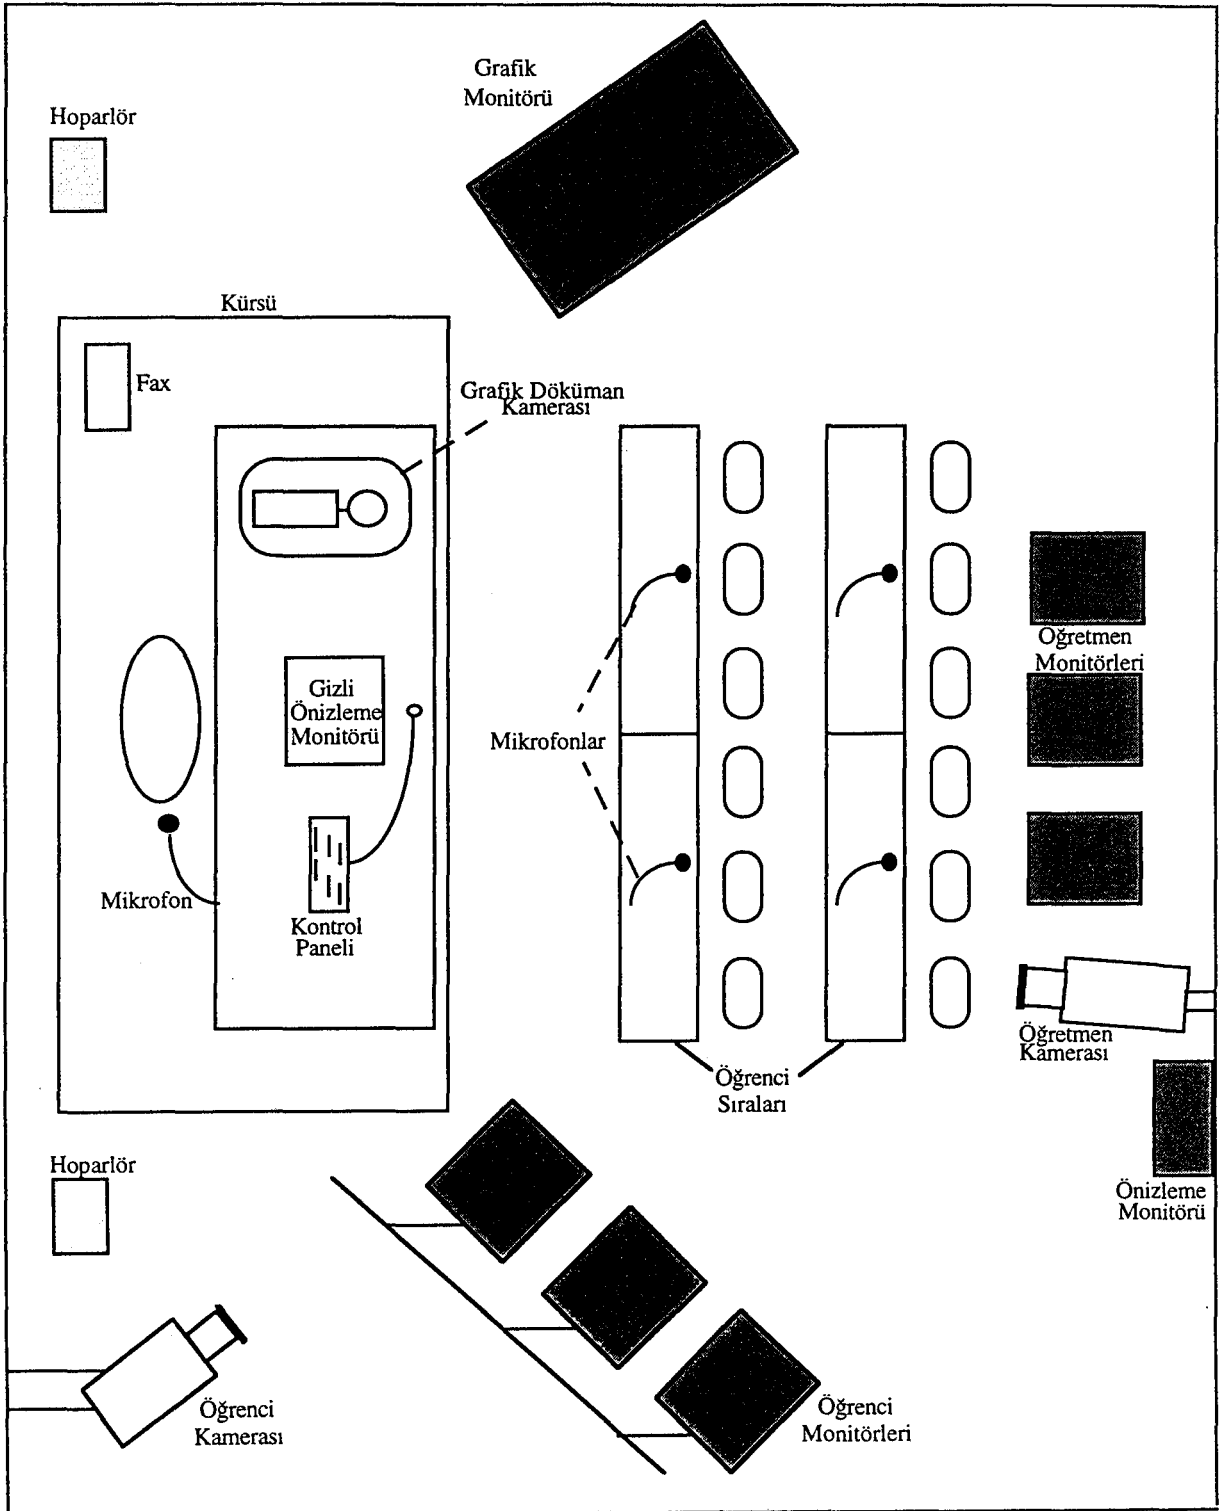 Grafik
Monitörü
Hoparlör
Kürsü
Fax
Grafik Döküman
Kamerası
Gizli
Önizleme
Monitörü
Mikrofonlar
Oğretmen
Monitörleri
Mikrofon
Kontrol
Paneli
Öğretmen
Kamerası
Öğrenci
Sıraları
Hoparlör
Önizleme
Monitörü
Öğrenci
Kamerası
Öğrenci
Monitörleri